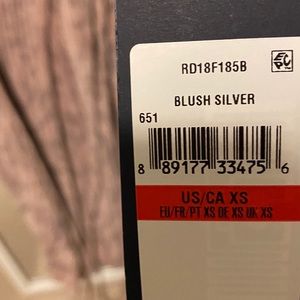 RD18F185B
BLUSH SILVER
651
8 89177 33475 6
US/CA XS
EU/FR/PT XS DE XS UK XS